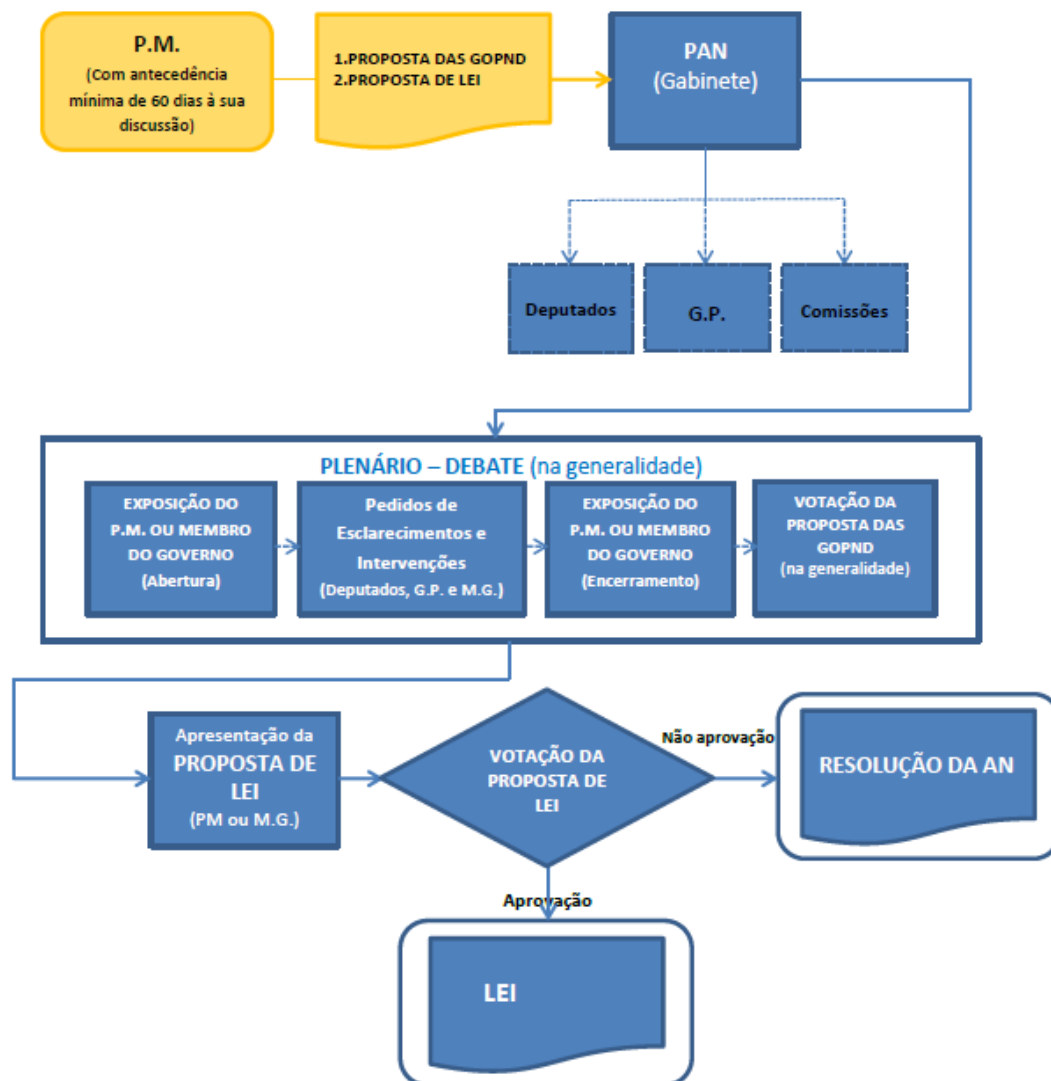 P.M.
(Com antecedência
mínima de 60 dias à sua
discussão)
1.PROPOSTA DAS GOPND
2.PROPOSTA DE LEI
PAN
(Gabinete)
Deputados
G.P.
Comissões
PLENÁRIO – DEBATE (na generalidade)
EXPOSIÇÃO DO
P.M. OU MEMBRO
DO GOVERNO
(Abertura)
Pedidos de
Esclarecimentos e
Intervenções
(Deputados, G.P. e M.G.)
EXPOSIÇÃO DO
P.M. OU MEMBRO
DO GOVERNO
(Encerramento)
VOTAÇÃO DA
PROPOSTA DAS
GOPND
(na generalidade)
Apresentação da
PROPOSTA DE
LEI
(PM ou M.G.)
VOTAÇÃO DA
PROPOSTA DE
LEI
Não aprovação
RESOLUÇÃO DA AN
Aprovação
LEI